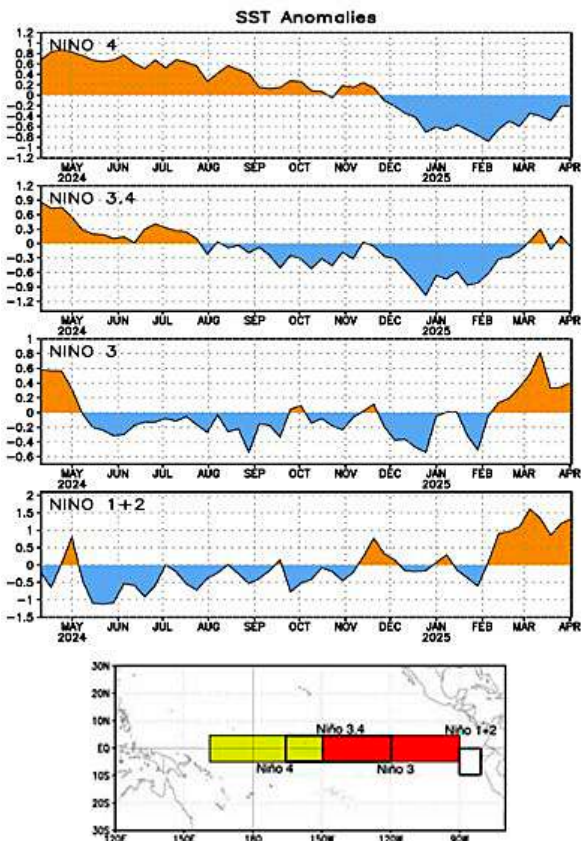 SST Anomalies
NINO 4
1.2
1
0.8
0.6
0.4
0.2
0
-0.2
-0.4
-0.6
-0.8
-1
-1.2
MAY JUN JUL AUG SEP OCT NOV DEC JAN FEB MAR APR
2024 2025
NINO 3.4
1.2
0.9
0.6
0.3
0
-0.3
-0.6
-0.9
-1.2
MAY JUN JUL AUG SEP OCT NOV DEC JAN FEB MAR APR
2024 2025
NINO 3
1
0.8
0.6
0.4
0.2
0
-0.2
-0.4
-0.6
MAY JUN JUL AUG SEP OCT NOV DEC JAN FEB MAR APR
2024 2025
NINO 1+2
2
1.5
1
0.5
0
-0.5
-1
-1.5
MAY JUN JUL AUG SEP OCT NOV DEC JAN FEB MAR APR
2024 2025
30N
20N
10N
EQ
10S
20S
30S
Niño 3.4
Niño 1+2
Niño 4
Niño 3
120E 150E 180 150W 120W 90W